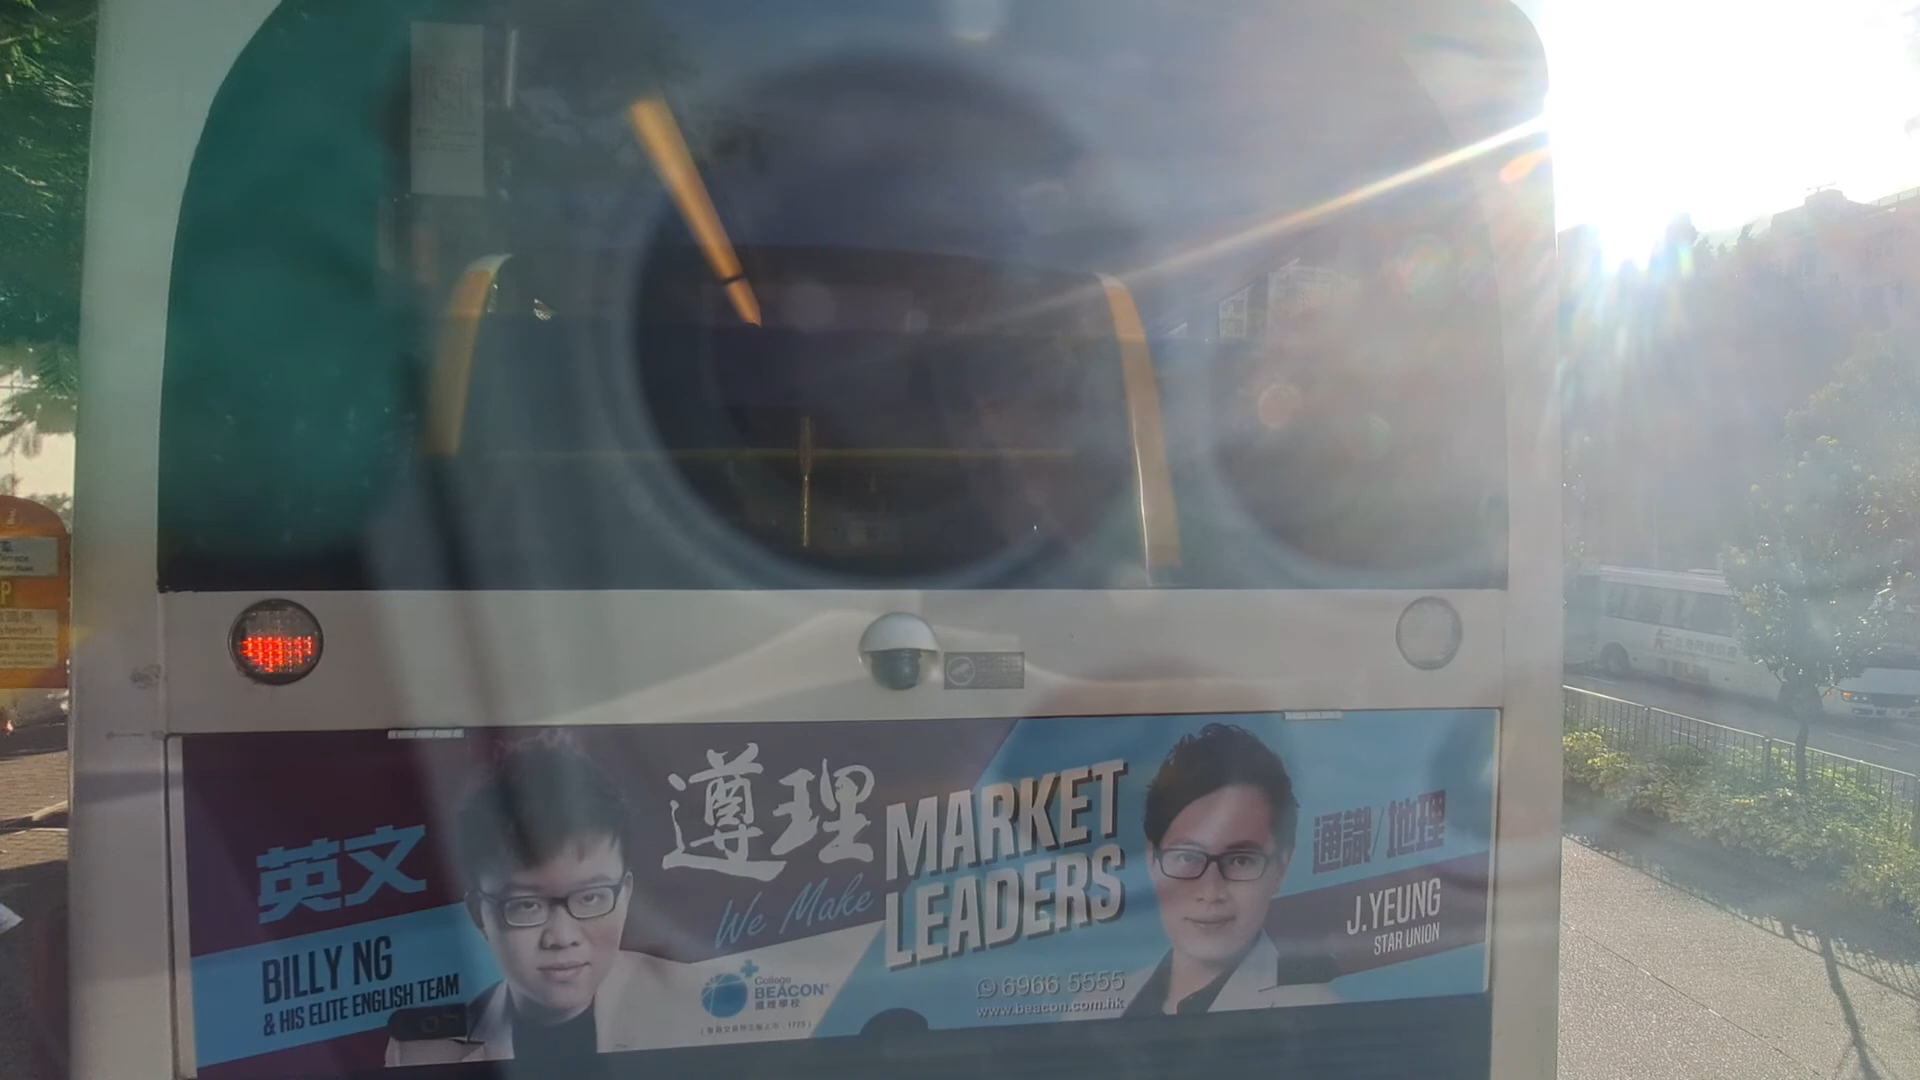 英文
BILLY NG
& HIS ELITE ENGLISH TEAM
遵理
We Make
MARKET
LEADERS
College
BEACON
遵理學校
6966 5555
www.beacon.com.hk
通識/地理
J.YEUNG
STAR UNION